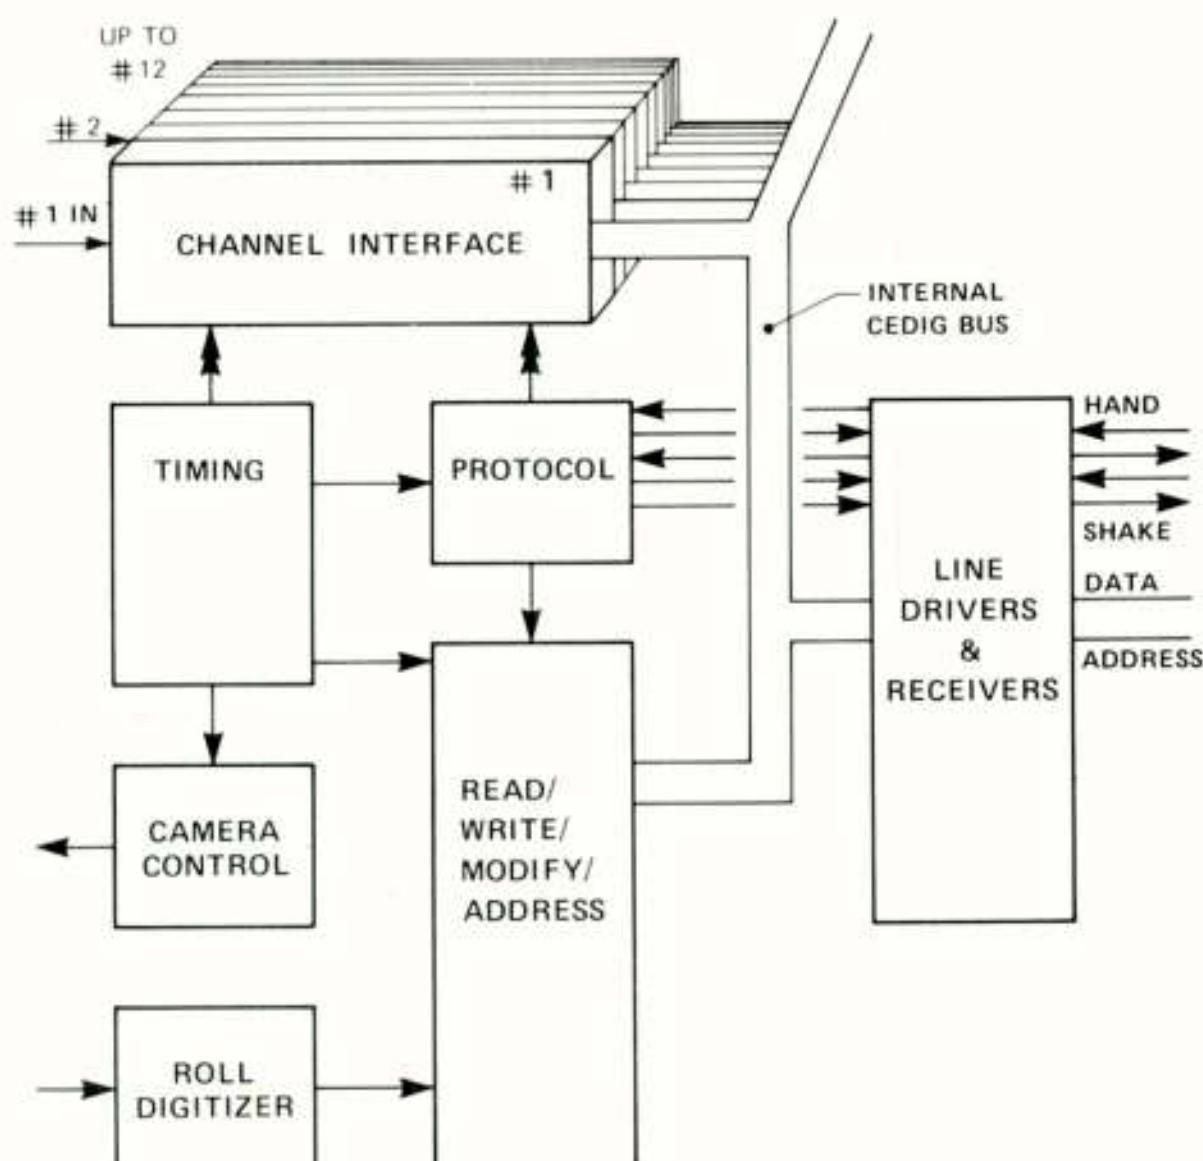 UP TO
# 12
# 2
# 1
# 1 IN
CHANNEL INTERFACE
INTERNAL
CEDIG BUS
HAND
TIMING
PROTOCOL
SHAKE
LINE
DRIVERS
&
RECEIVERS
DATA
ADDRESS
READ/
WRITE/
MODIFY/
ADDRESS
CAMERA
CONTROL
ROLL
DIGITIZER